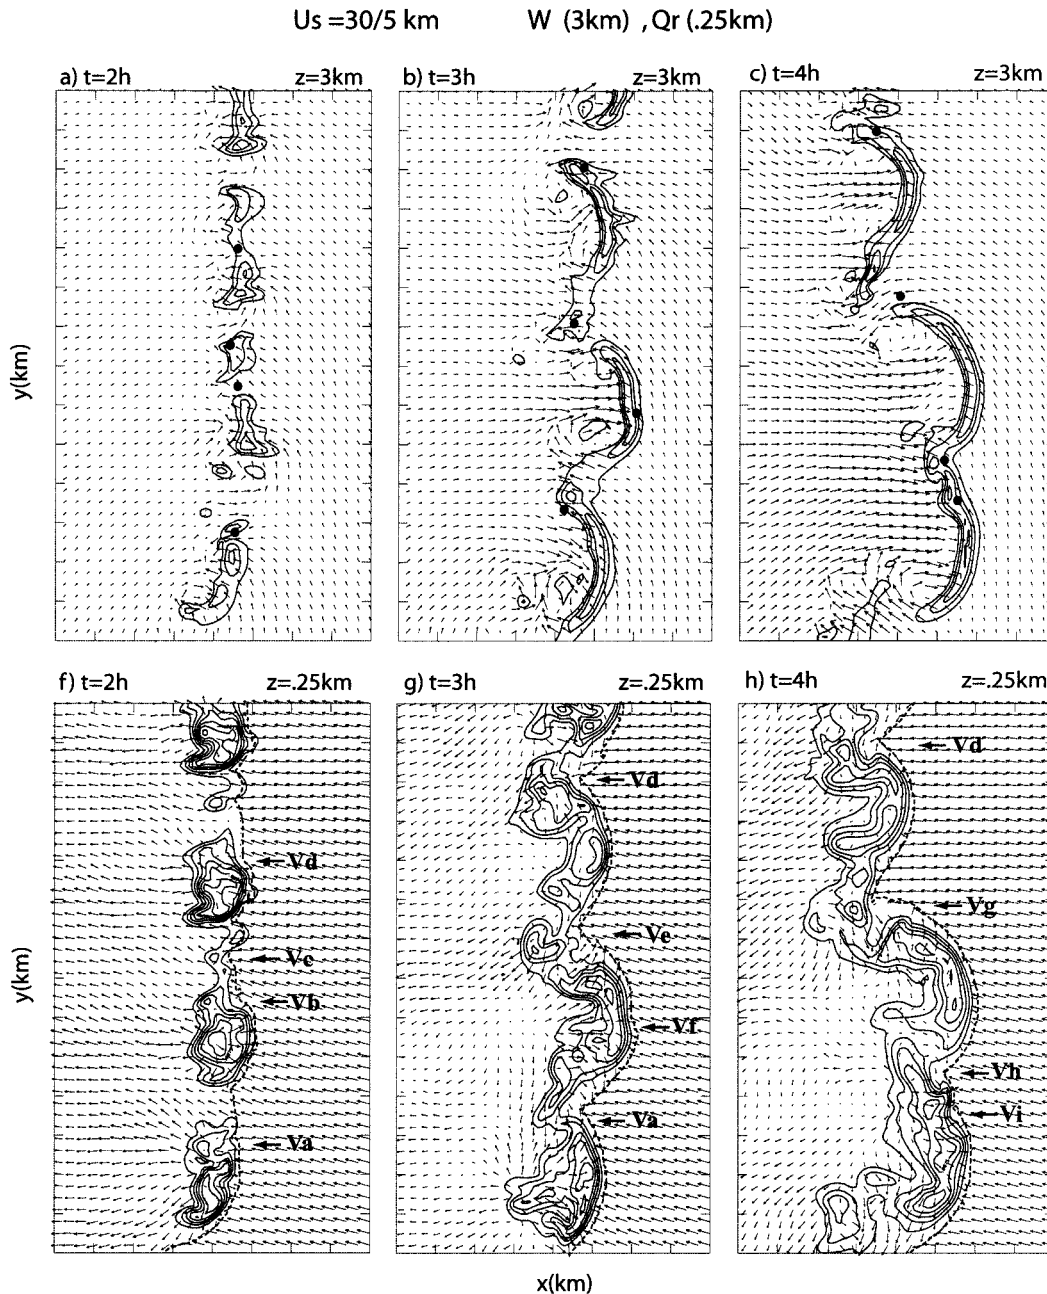 Us =30/5 km W (3km) , Qr (.25km)
a) t=2h z=3km b) t=3h z=3km c) t=4h z=3km
y(km)
f) t=2h z=.25km g) t=3h z=.25km h) t=4h z=.25km
Vd
Vc
Vb
Va
Vd
Ve
Vf
Va
Vd
Vg
Vh
Vi
y(km)
x(km)